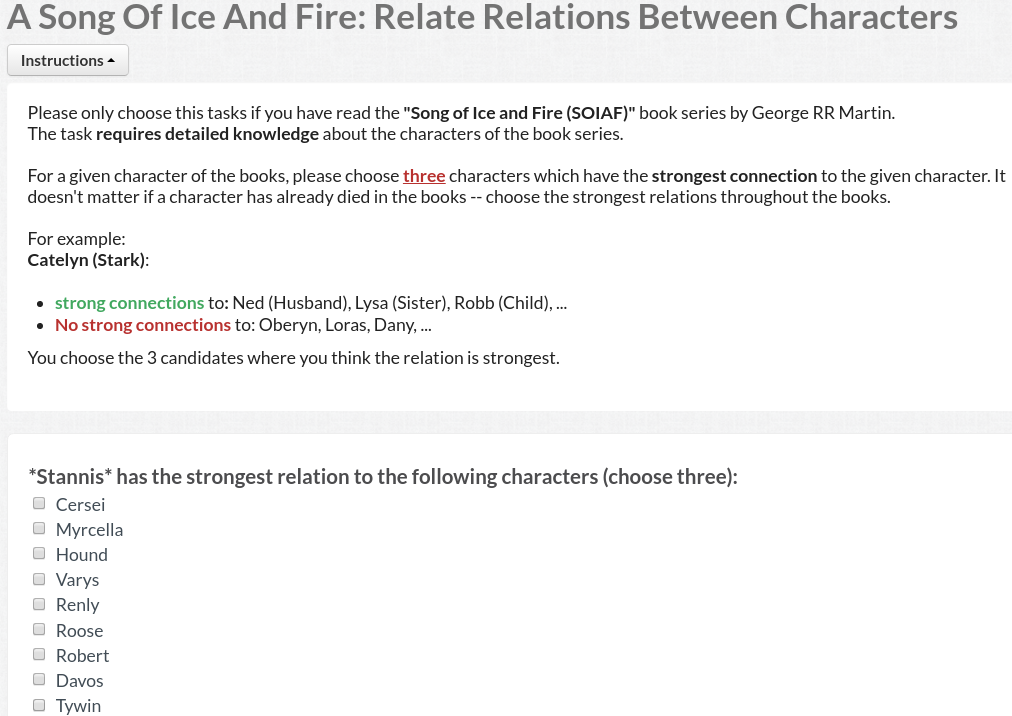 A Song Of Ice And Fire: Relate Relations Between Characters
Instructions
Please only choose this tasks if you have read the "Song of Ice and Fire (SOIAF)" book series by George RR Martin.
The task requires detailed knowledge about the characters of the book series.
For a given character of the books, please choose three characters which have the strongest connection to the given character. It
doesn't matter if a character has already died in the books -- choose the strongest relations throughout the books.
For example:
Catelyn (Stark):
strong connections to: Ned (Husband), Lysa (Sister), Robb (Child), ...
No strong connections to: Oberyn, Loras, Dany, ...
You choose the 3 candidates where you think the relation is strongest.
*Stannis* has the strongest relation to the following characters (choose three):
Cersei
Myrcella
Hound
Varys
Renly
Roose
Robert
Davos
Tywin